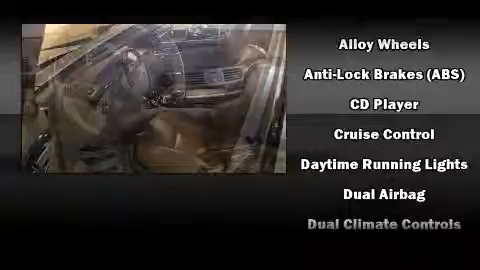 Alloy Wheels
Anti-Lock Brakes (ABS)
CD Player
Cruise Control
Daytime Running Lights
Dual Airbag
Dual Climate Controls